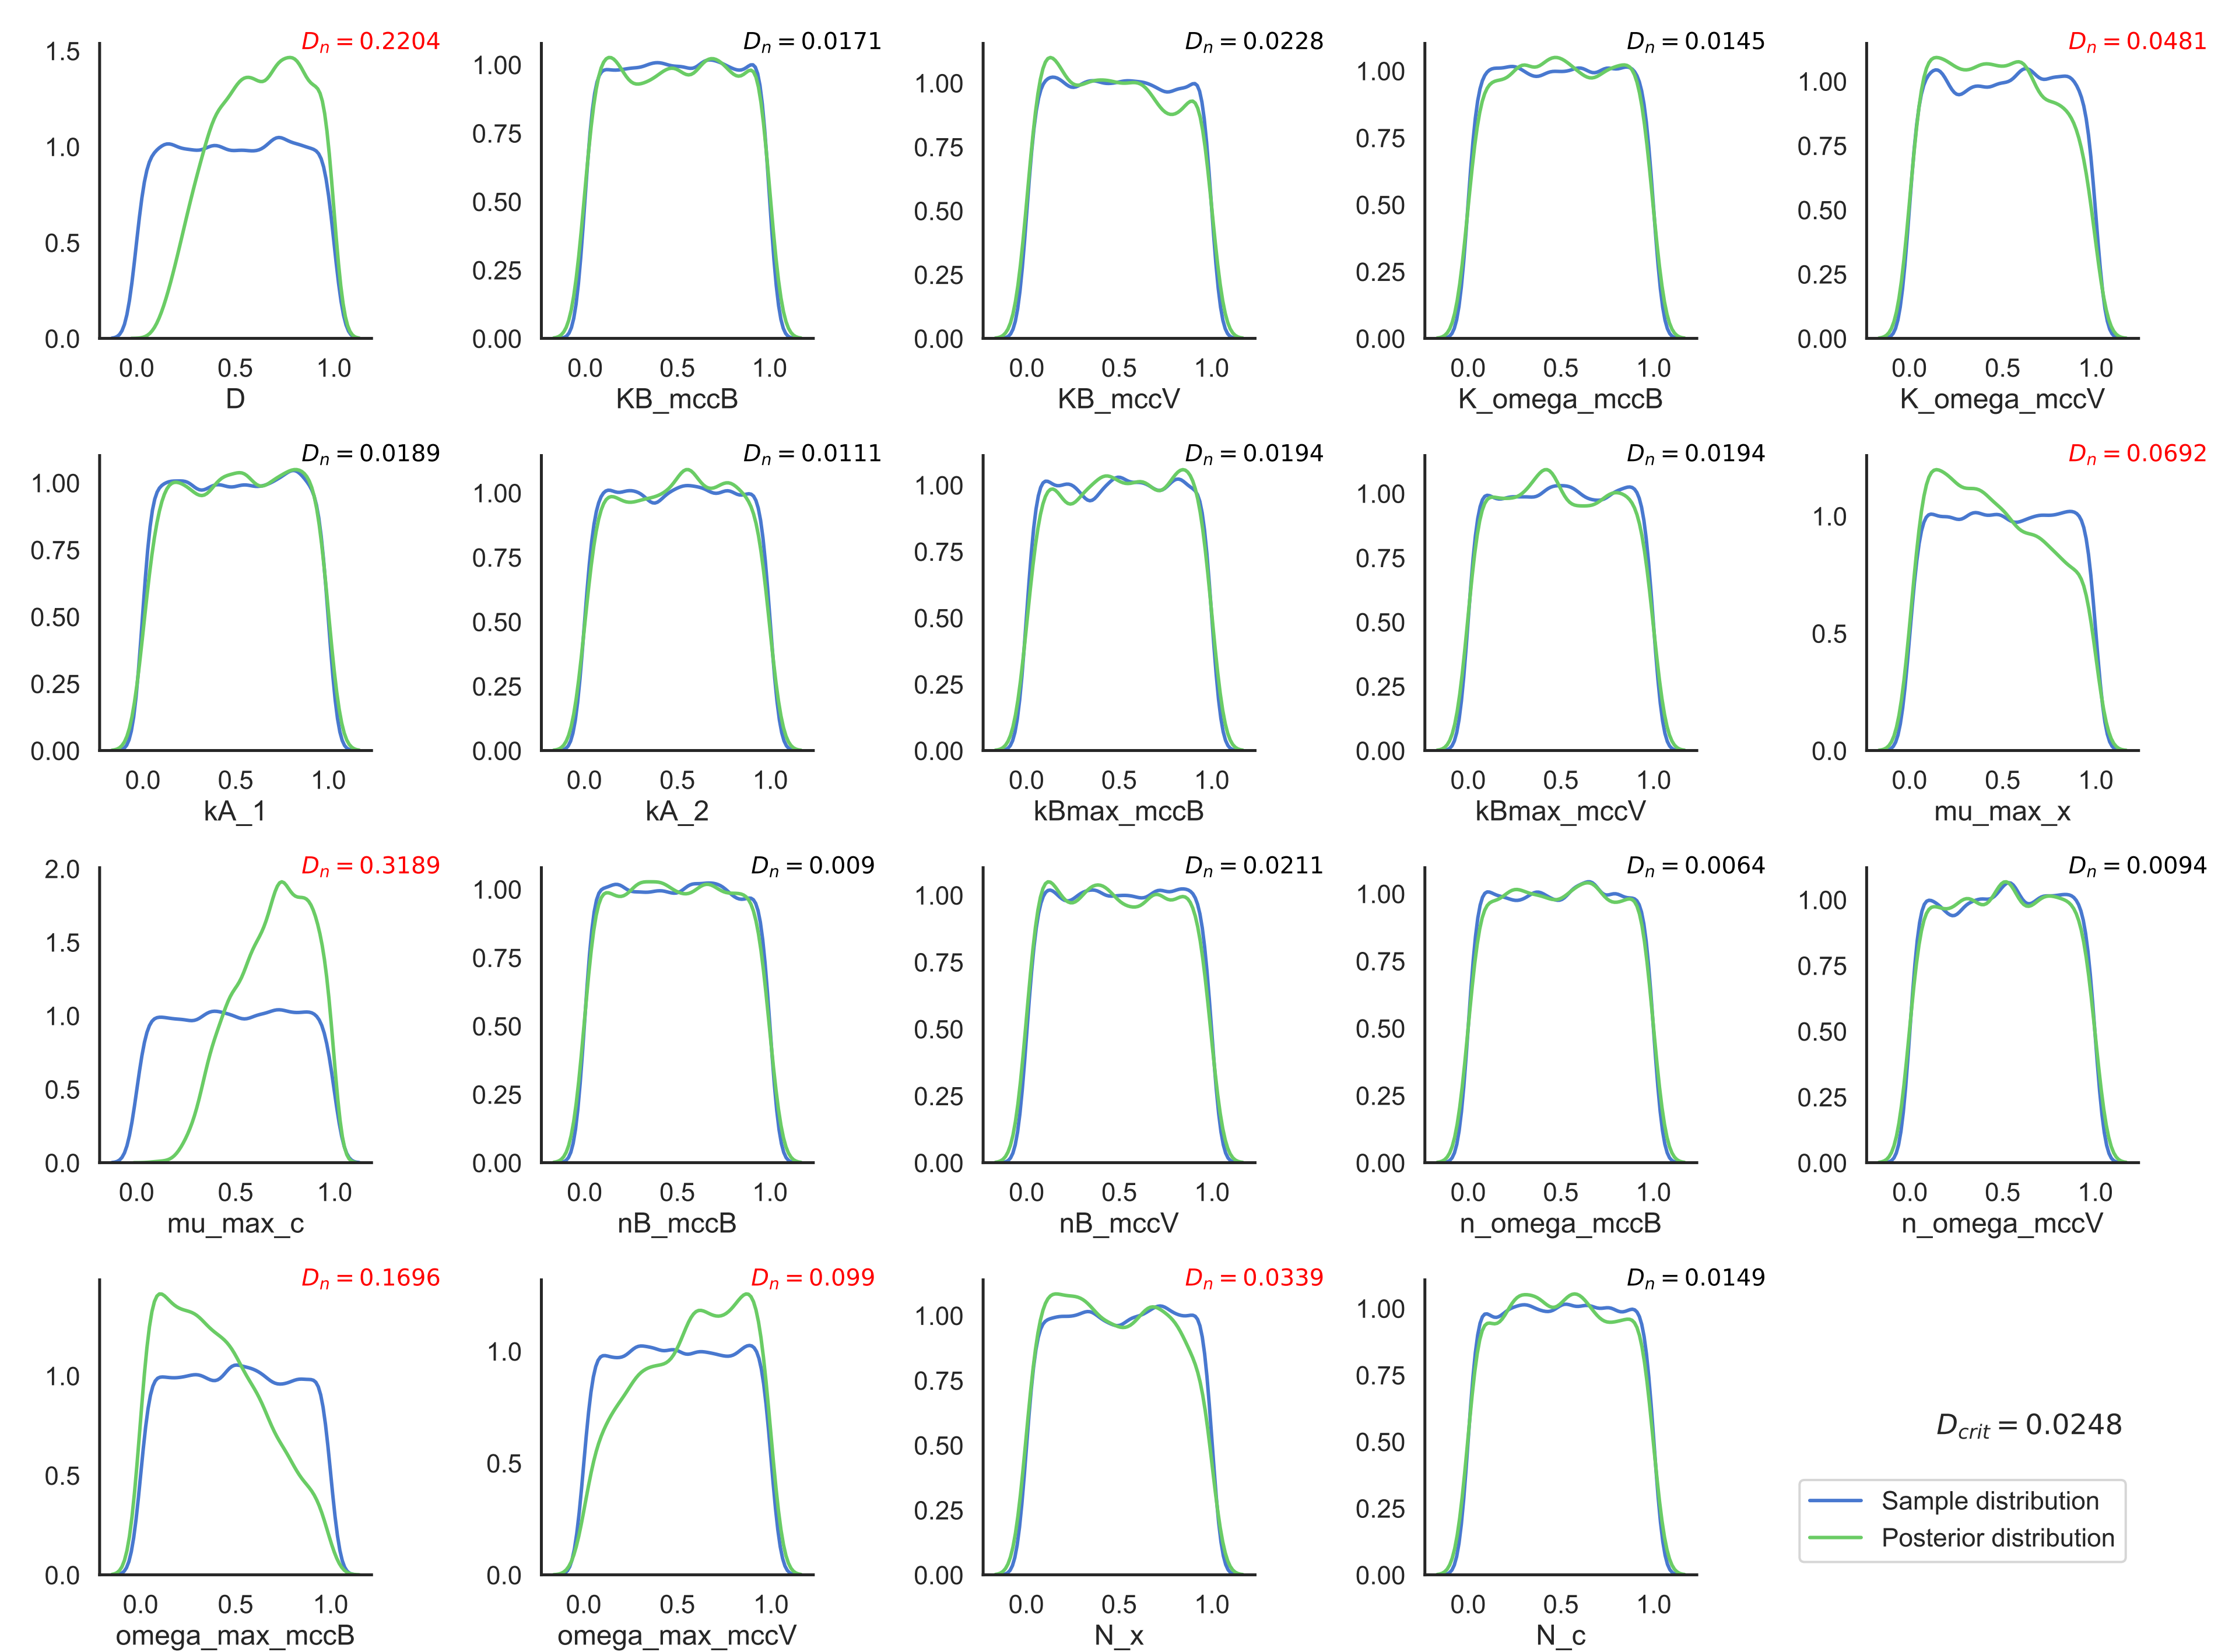 D_n = 0.2204
1.5
1.0
0.5
0.0
0.0 0.5 1.0
D
D_n = 0.0171
1.00
0.75
0.50
0.25
0.00
0.0 0.5 1.0
KB_mccB
D_n = 0.0228
1.00
0.75
0.50
0.25
0.00
0.0 0.5 1.0
KB_mccV
D_n = 0.0145
1.00
0.75
0.50
0.25
0.00
0.0 0.5 1.0
K_omega_mccB
D_n = 0.0481
1.00
0.75
0.50
0.25
0.00
0.0 0.5 1.0
K_omega_mccV
D_n = 0.0189
1.00
0.75
0.50
0.25
0.00
0.0 0.5 1.0
kA_1
D_n = 0.0111
1.00
0.75
0.50
0.25
0.00
0.0 0.5 1.0
kA_2
D_n = 0.0194
1.00
0.75
0.50
0.25
0.00
0.0 0.5 1.0
kBmax_mccB
D_n = 0.0194
1.00
0.75
0.50
0.25
0.00
0.0 0.5 1.0
kBmax_mccV
D_n = 0.0692
1.0
0.5
0.0
0.0 0.5 1.0
mu_max_x
D_n = 0.3189
2.0
1.5
1.0
0.5
0.0
0.0 0.5 1.0
mu_max_c
D_n = 0.009
1.00
0.75
0.50
0.25
0.00
0.0 0.5 1.0
nB_mccB
D_n = 0.0211
1.00
0.75
0.50
0.25
0.00
0.0 0.5 1.0
nB_mccV
D_n = 0.0064
1.00
0.75
0.50
0.25
0.00
0.0 0.5 1.0
n_omega_mccB
D_n = 0.0094
1.00
0.75
0.50
0.25
0.00
0.0 0.5 1.0
n_omega_mccV
D_n = 0.1696
1.0
0.5
0.0
0.0 0.5 1.0
omega_max_mccB
D_n = 0.099
1.0
0.5
0.0
0.0 0.5 1.0
omega_max_mccV
D_n = 0.0339
1.00
0.75
0.50
0.25
0.00
0.0 0.5 1.0
N_x
D_n = 0.0149
1.00
0.75
0.50
0.25
0.00
0.0 0.5 1.0
N_c
D_crit = 0.0248
Sample distribution
Posterior distribution